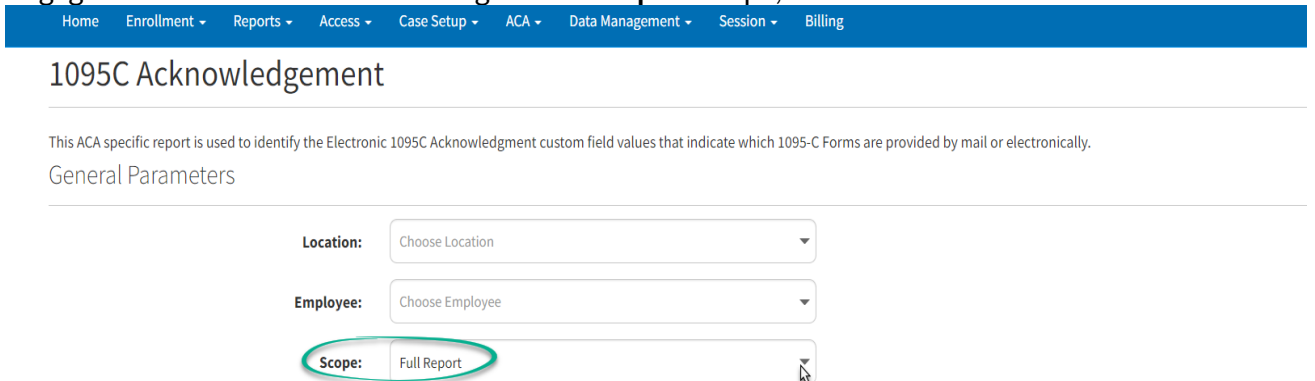 Home Enrollment Reports Access Case Setup ACA Data Management Session Billing
1095C Acknowledgement
This ACA specific report is used to identify the Electronic 1095C Acknowledgment custom field values that indicate which 1095-C Forms are provided by mail or electronically.
General Parameters
Location: Choose Location
Employee: Choose Employee
Scope: Full Report